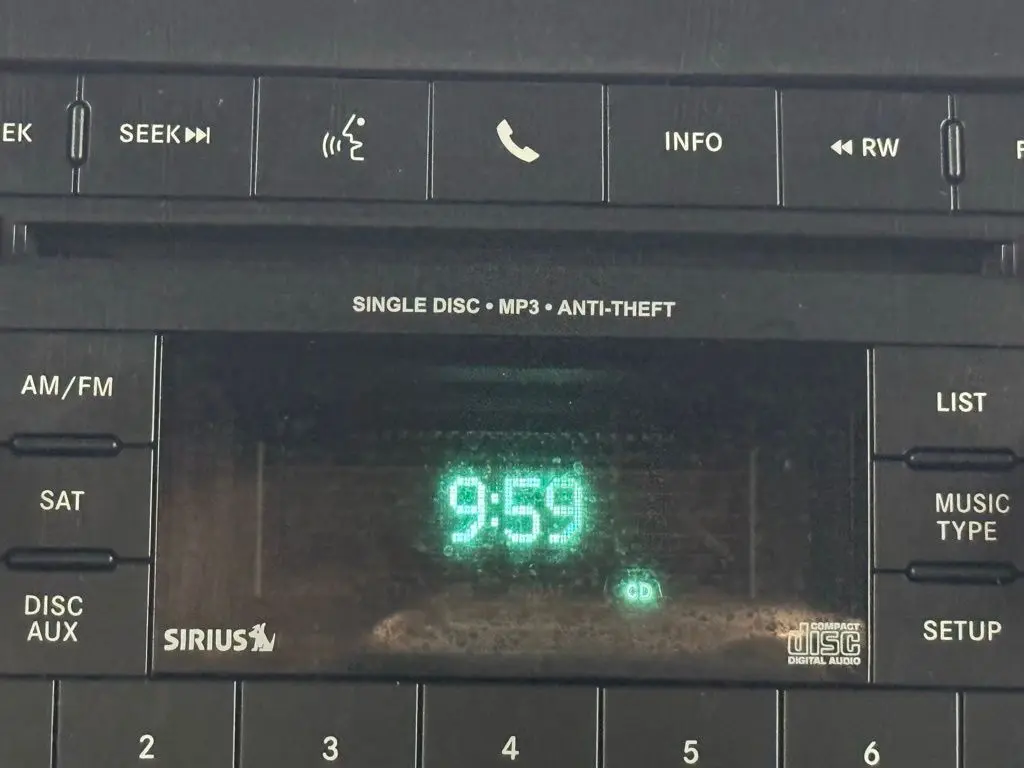 EK
SEEK
INFO
RW
SINGLE DISC • MP3 • ANTI-THEFT
AM/FM
LIST
9:59
SAT
MUSIC
TYPE
CD
DISC
AUX
SIRIUS
COMPACT
disc
DIGITAL AUDIO
SETUP
2
3
4
5
6